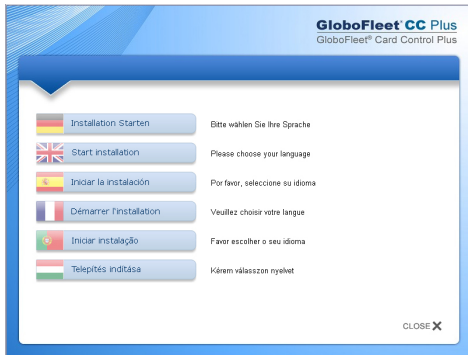 GloboFleet® CC Plus
GloboFleet® Card Control Plus
Installation Starten
Bitte wählen Sie Ihre Sprache
Start installation
Please choose your language
Iniciar la instalación
Por favor, seleccione su idioma
Démarrer l'installation
Veuillez choisir votre langue
Iniciar instalação
Favor escolher o seu idioma
Telepítés indítása
Kérem válasszon nyelvet
CLOSE X